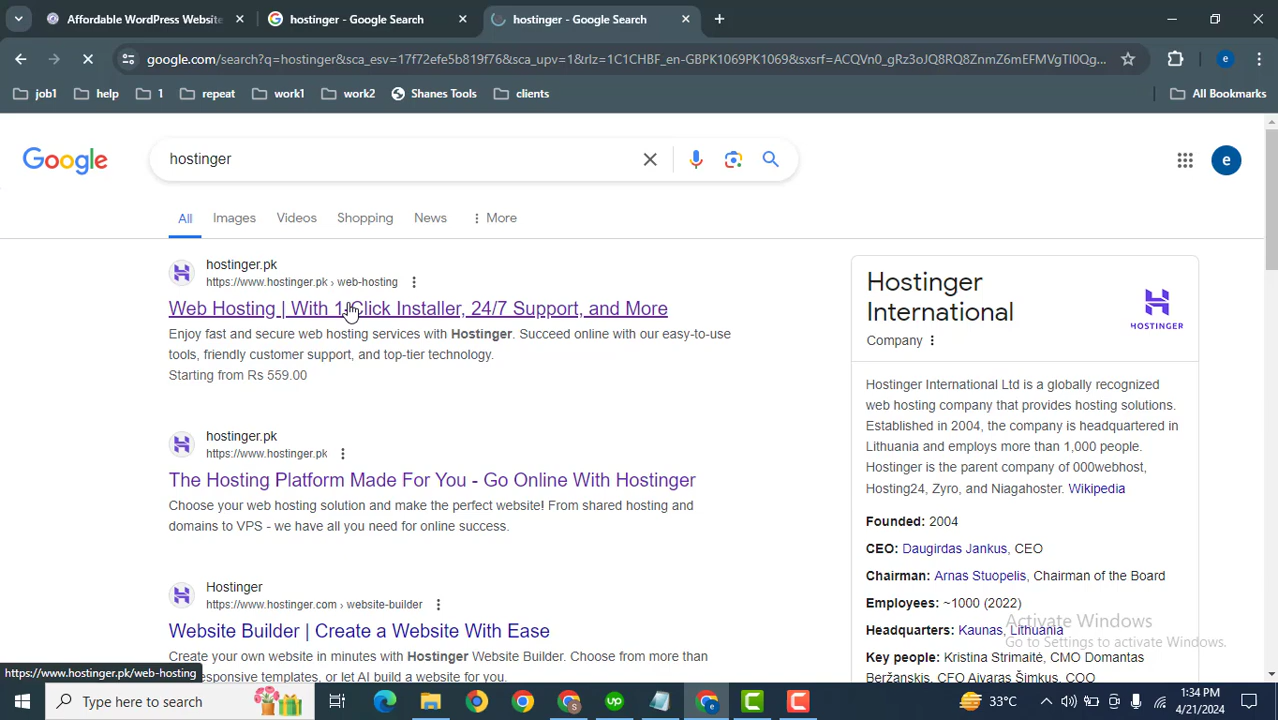 Affordable WordPress Website
hostinger - Google Search
hostinger - Google Search
google.com/search?q=hostinger&sca_esv=17f72efe5b819f76&sca_upv=1&rlz=1C1CHBF_en-GBPK1069PK1069&sxsrf=ACQVn0_gRz3oJQ8RQ8ZnmZ6mEFMVgTI0Qg...
job1
help
1
repeat
work1
work2
Shanes Tools
clients
All Bookmarks
Google
hostinger
e
e
All
Images
Videos
Shopping
News
More
hostinger.pk
https://www.hostinger.pk › web-hosting
Web Hosting | With 1-Click Installer, 24/7 Support, and More
Enjoy fast and secure web hosting services with Hostinger. Succeed online with our easy-to-use
tools, friendly customer support, and top-tier technology.
Starting from Rs 559.00
hostinger.pk
https://www.hostinger.pk
The Hosting Platform Made For You - Go Online With Hostinger
Choose your web hosting solution and make the perfect website! From shared hosting and
domains to VPS - we have all you need for online success.
Hostinger
https://www.hostinger.com › website-builder
Website Builder | Create a Website With Ease
Create your own website in minutes with Hostinger Website Builder. Choose from more than
responsive templates, or let AI build a website for you.
https://www.hostinger.pk/web-hosting
Hostinger
International
HOSTINGER
Company
Hostinger International Ltd is a globally recognized
web hosting company that provides hosting solutions.
Established in 2004, the company is headquartered in
Lithuania and employs more than 1,000 people.
Hostinger is the parent company of 000webhost,
Hosting24, Zyro, and Niagahoster. Wikipedia
Founded: 2004
CEO: Daugirdas Jankus, CEO
Chairman: Arnas Stuopelis, Chairman of the Board
Employees: ~1000 (2022)
Headquarters: Kaunas, Lithuania
Key people: Kristina Strimaitė, CMO Domantas
Beržanskis, CFO Aivaras Šimkus, COO
Activate Windows
Go to Settings to activate Windows.
Type here to search
33°C
1:34 PM
4/21/2024